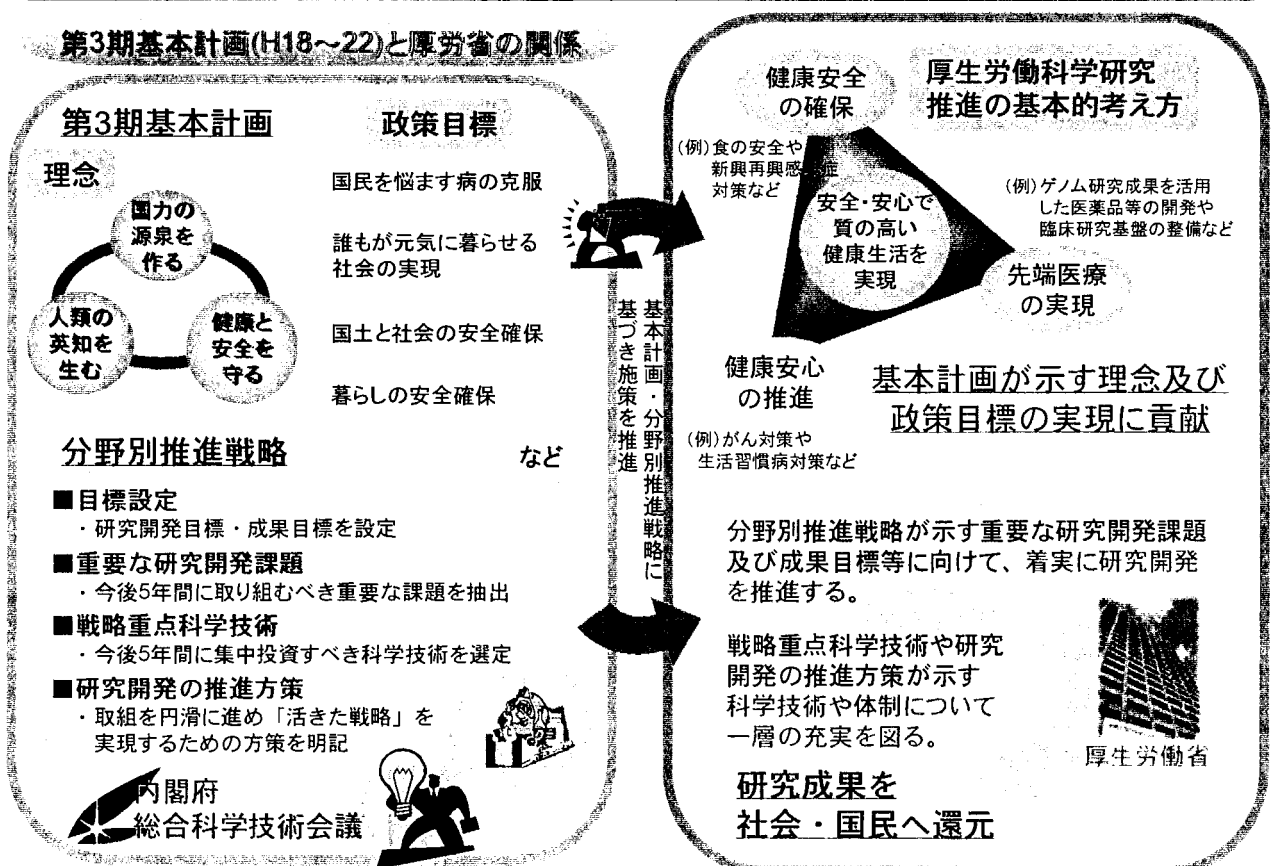 第3期基本計画(H18～22)と厚労省の関係
第3期基本計画
政策目標
理念
国力の
源泉を
作る
人類の
英知を
生む
健康と
安全を
守る
国民を悩ます病の克服
誰もが元気に暮らせる
社会の実現
国土と社会の安全確保
暮らしの安全確保
など
分野別推進戦略
■目標設定
・研究開発目標・成果目標を設定
■重要な研究開発課題
・今後5年間に取り組むべき重要な課題を抽出
■戦略重点科学技術
・今後5年間に集中投資すべき科学技術を選定
■研究開発の推進方策
・取組を円滑に進め「活きた戦略」を
実現するための方策を明記
内閣府
総合科学技術会議
基本計画・分野別推進戦略に
基づき施策を推進
厚生労働科学研究
推進の基本的考え方
健康安全
の確保
(例)食の安全や
新興再興感染症
対策など
安全・安心で
質の高い
健康生活を
実現
(例)ゲノム研究成果を活用
した医薬品等の開発や
臨床研究基盤の整備など
先端医療
の実現
健康安心
の推進
(例)がん対策や
生活習慣病対策など
基本計画が示す理念及び
政策目標の実現に貢献
分野別推進戦略が示す重要な研究開発課題
及び成果目標等に向けて、着実に研究開発
を推進する。
戦略重点科学技術や研究
開発の推進方策が示す
科学技術や体制について
一層の充実を図る。
厚生労働省
研究成果を
社会・国民へ還元